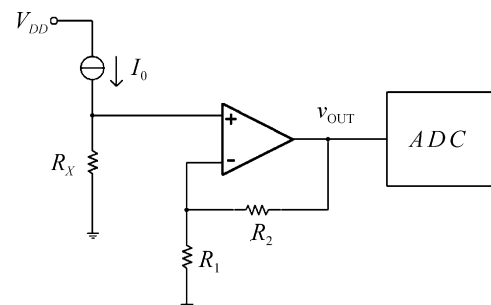 V_DD
I_0
+
v_OUT
ADC
R_X
-
R_2
R_1